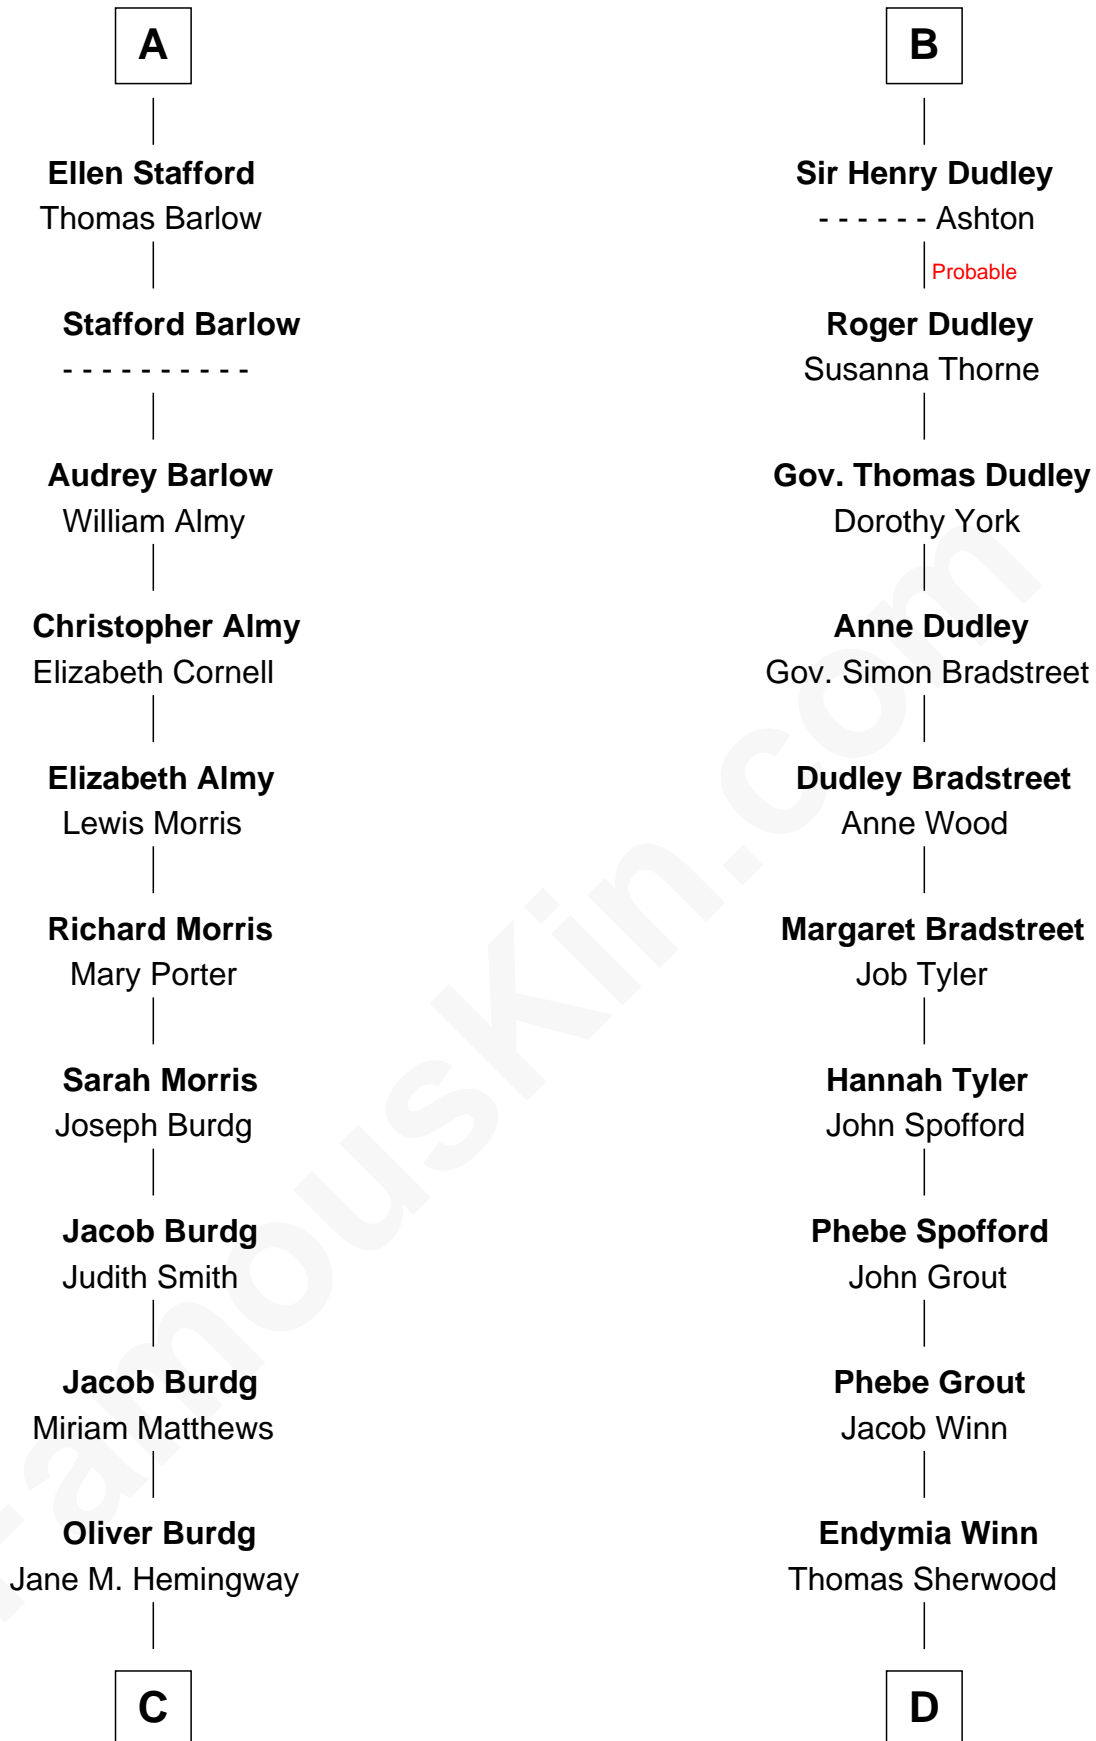 A
Ellen Stafford
Thomas Barlow
Stafford Barlow
- - - - - - - - - -
Audrey Barlow
William Almy
Christopher Almy
Elizabeth Cornell
Elizabeth Almy
Lewis Morris
Richard Morris
Mary Porter
Sarah Morris
Joseph Burdg
Jacob Burdg
Judith Smith
Jacob Burdg
Miriam Matthews
Oliver Burdg
Jane M. Hemingway
C
B
Sir Henry Dudley
- - - - - - Ashton
Probable
Roger Dudley
Susanna Thorne
Gov. Thomas Dudley
Dorothy York
Anne Dudley
Gov. Simon Bradstreet
Dudley Bradstreet
Anne Wood
Margaret Bradstreet
Job Tyler
Hannah Tyler
John Spofford
Phebe Spofford
John Grout
Phebe Grout
Jacob Winn
Endymia Winn
Thomas Sherwood
D
FamousKin.com